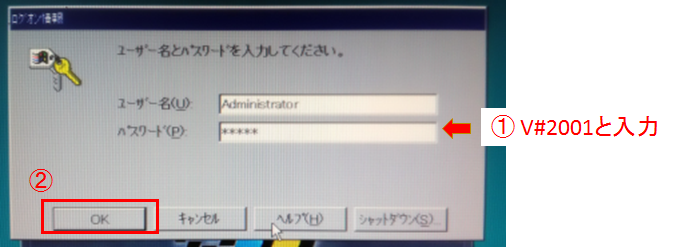 ログオン情報
ユーザー名とパスワードを入力してください。
ユーザー名(U):
Administrator
パスワード(P):
*****
① V#2001と入力
②
OK
キャンセル
ヘルプ(H)
シャットダウン(S)...